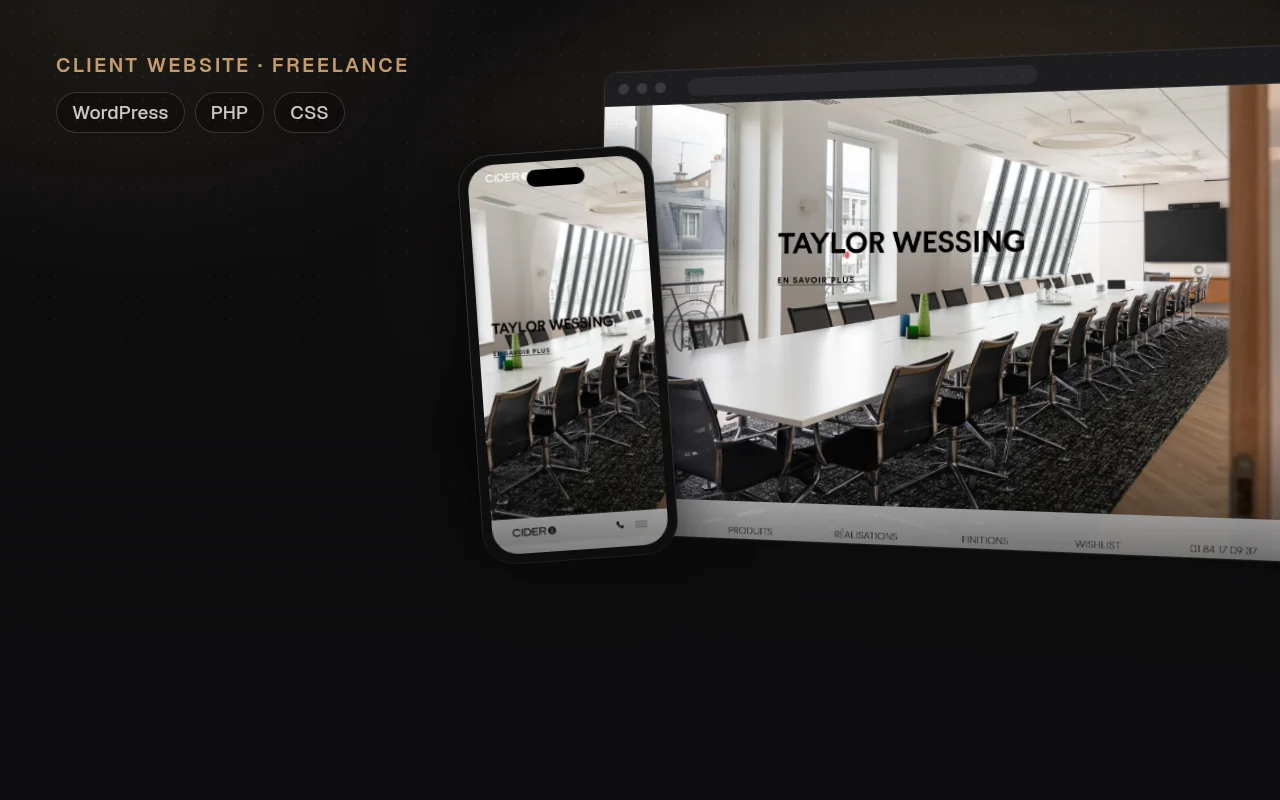 CLIENT WEBSITE · FREELANCE
WordPress PHP CSS
CIDER
TAYLOR WESSING
EN SAVOIR PLUS
CIDER
TAYLOR WESSING
EN SAVOIR PLUS
PRODUITS RÉALISATIONS FINITIONS WISHLIST 01 84 17 09 37